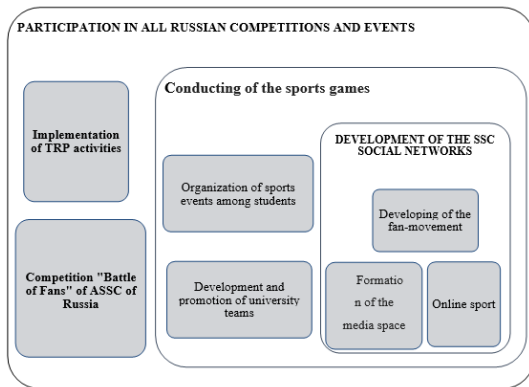 PARTICIPATION IN ALL RUSSIAN COMPETITIONS AND EVENTS
Implementation
of TRP activities
Competition "Battle
of Fans" of ASSC of
Russia
Conducting of the sports games
Organization of sports
events among students
Development and
promotion of university
teams
DEVELOPMENT OF THE SSC
SOCIAL NETWORKS
Developing of the
fan-movement
Formatio
n of the
media space
Online sport